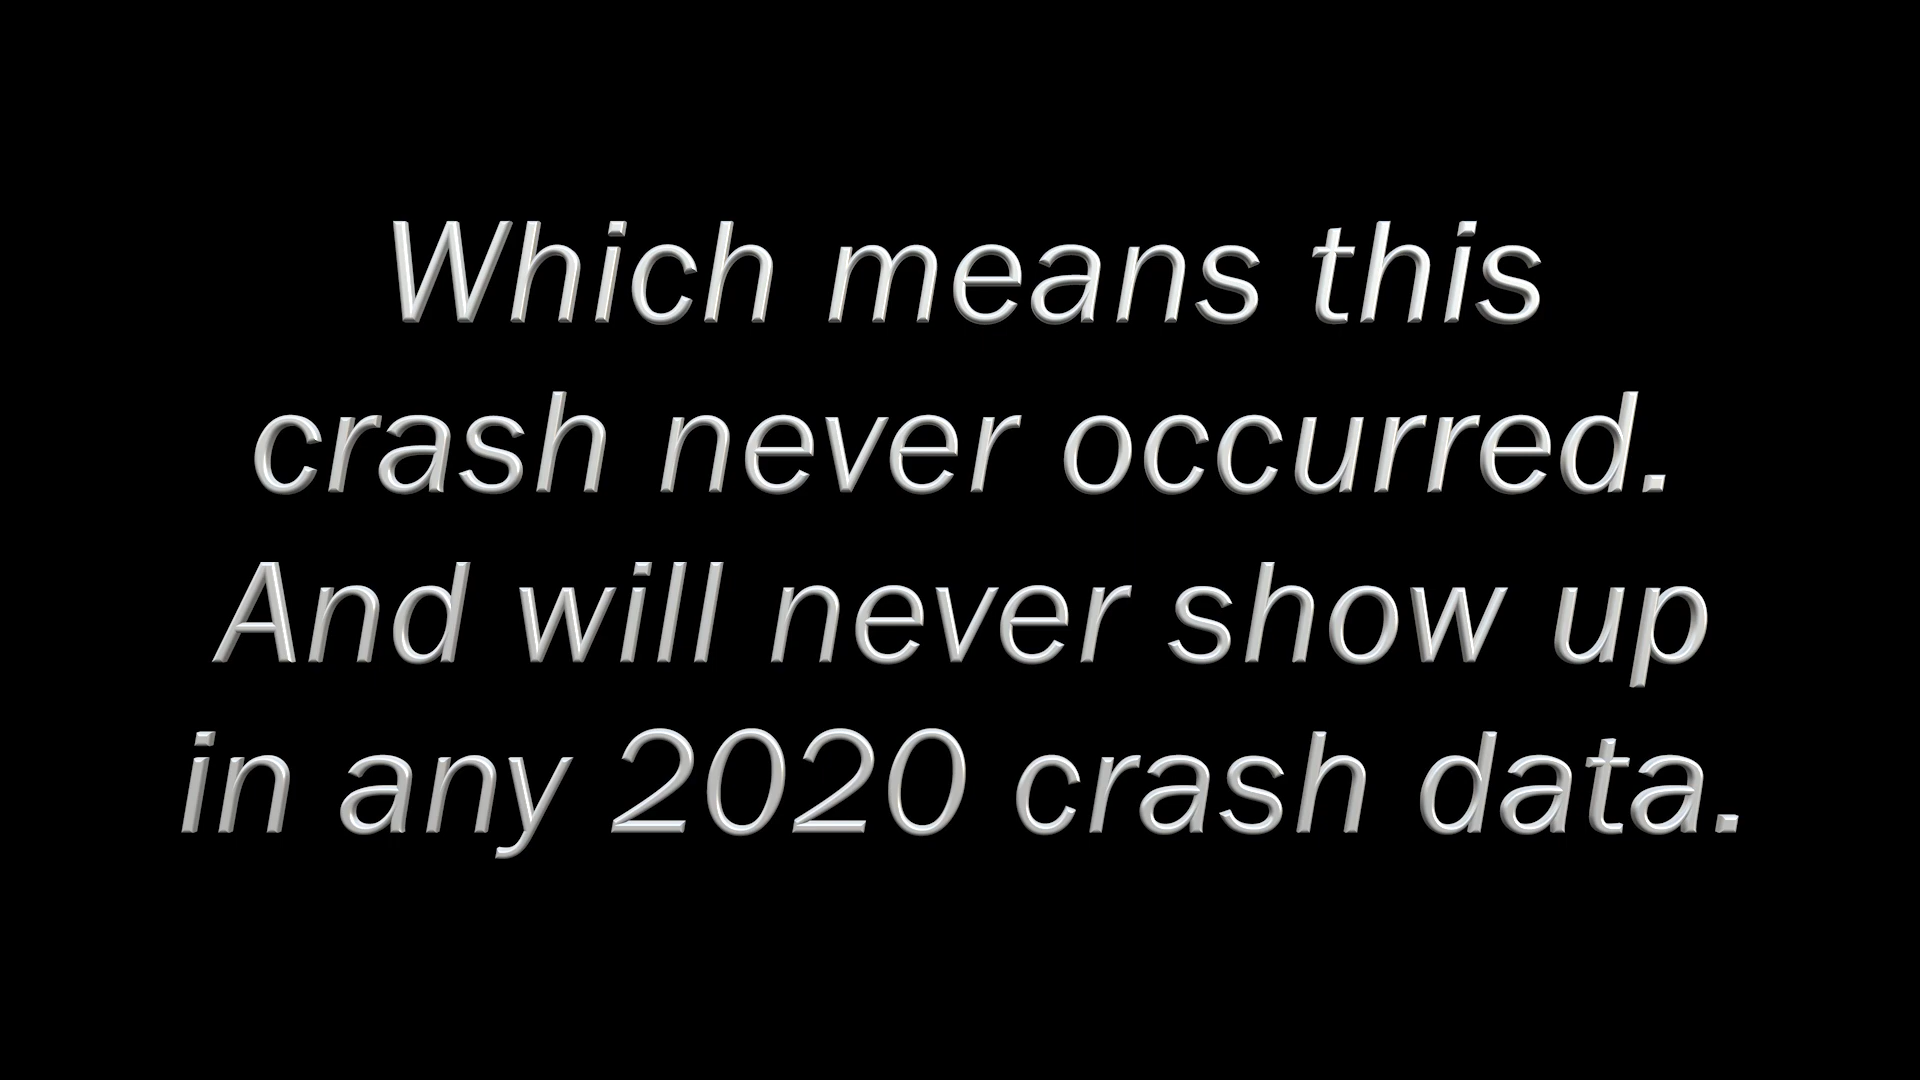 Which means this
crash never occurred.
And will never show up
in any 2020 crash data.